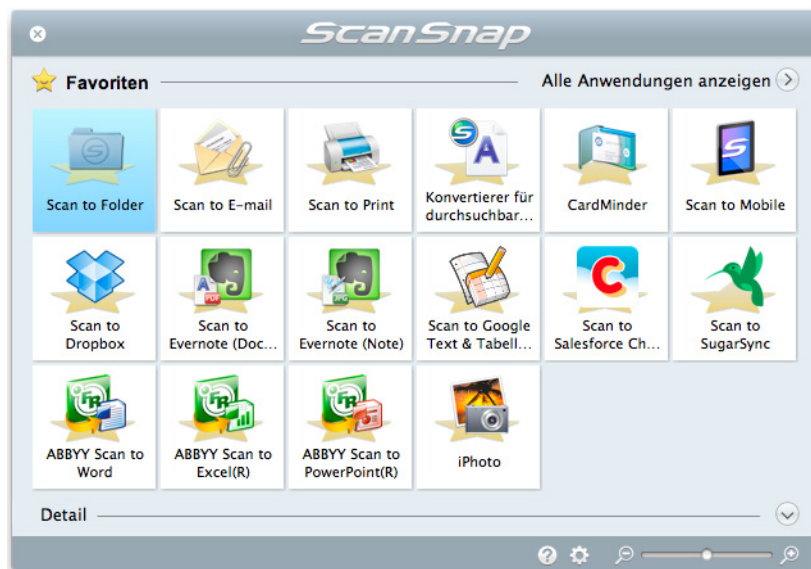 ScanSnap
Favoriten
Alle Anwendungen anzeigen
Scan to Folder
Scan to E-mail
Scan to Print
Konvertierer für
durchsuchbar...
CardMinder
Scan to Mobile
Scan to
Dropbox
Scan to
Evernote (Doc...
Scan to
Evernote (Note)
Scan to Google
Text & Tabell...
Scan to
Salesforce Ch...
Scan to
SugarSync
ABBYY Scan to
Word
ABBYY Scan to
Excel(R)
ABBYY Scan to
PowerPoint(R)
iPhoto
Detail